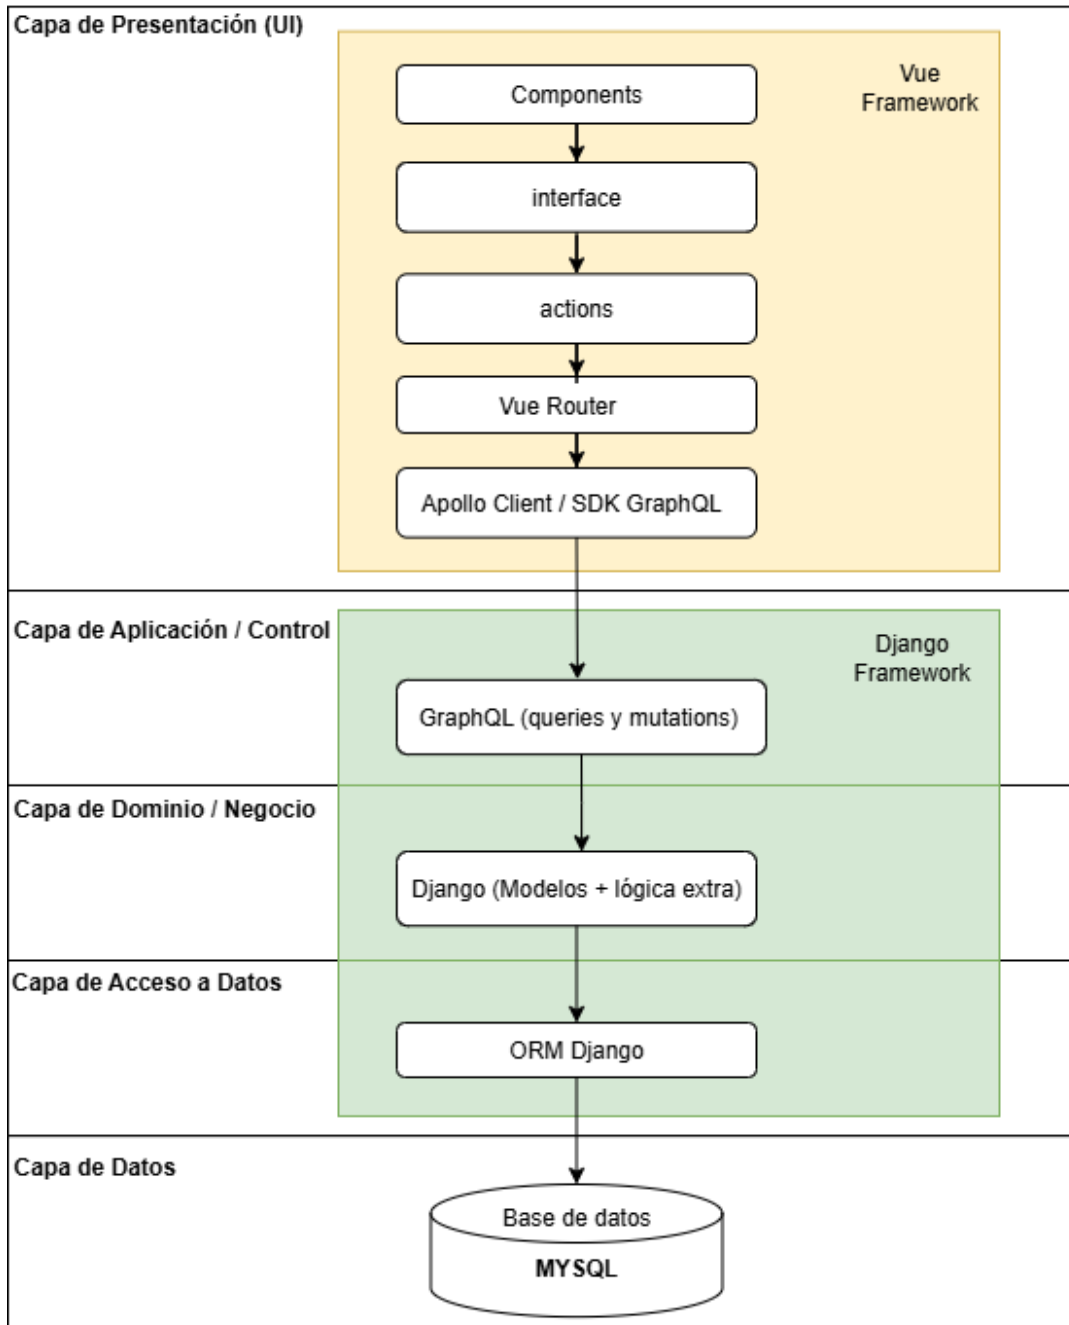 Capa de Presentación (UI)
Vue
Framework
Components
interface
actions
Vue Router
Apollo Client / SDK GraphQL
Capa de Aplicación / Control
Django
Framework
GraphQL (queries y mutations)
Capa de Dominio / Negocio
Django (Modelos + lógica extra)
Capa de Acceso a Datos
ORM Django
Capa de Datos
Base de datos
MYSQL